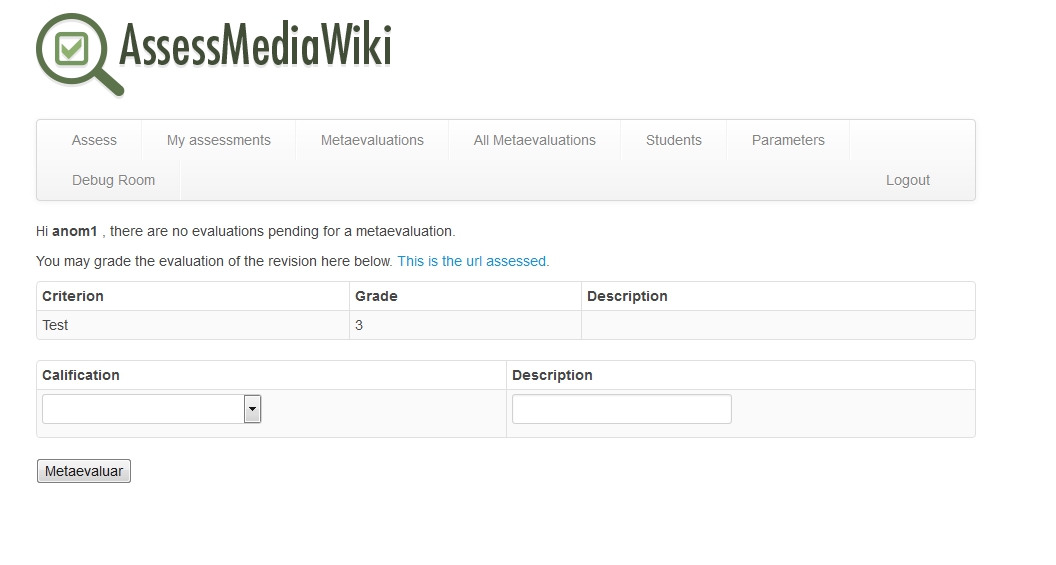 AssessMediaWiki
Assess My assessments Metaevaluations All Metaevaluations Students Parameters
Debug Room Logout
Hi anom1 , there are no evaluations pending for a metaevaluation.
You may grade the evaluation of the revision here below. This is the url assessed.
Criterion Grade Description
Test 3
Calification Description
Metaevaluar